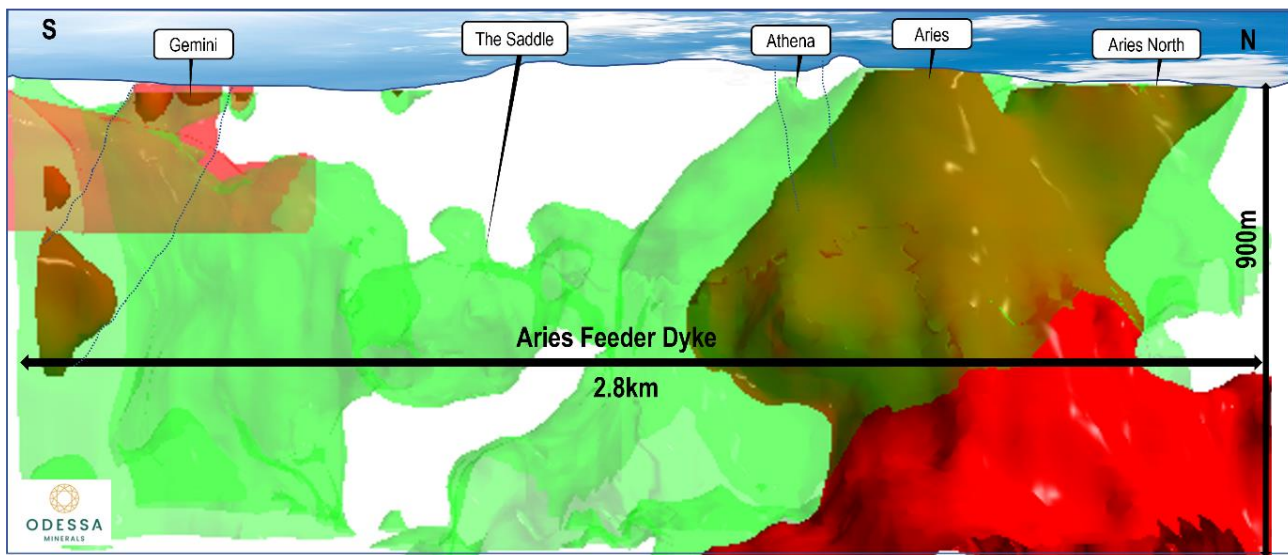 S
Gemini
The Saddle
Athena
Aries
Aries North
N
900m
Aries Feeder Dyke
2.8km
ODESSA
MINERALS